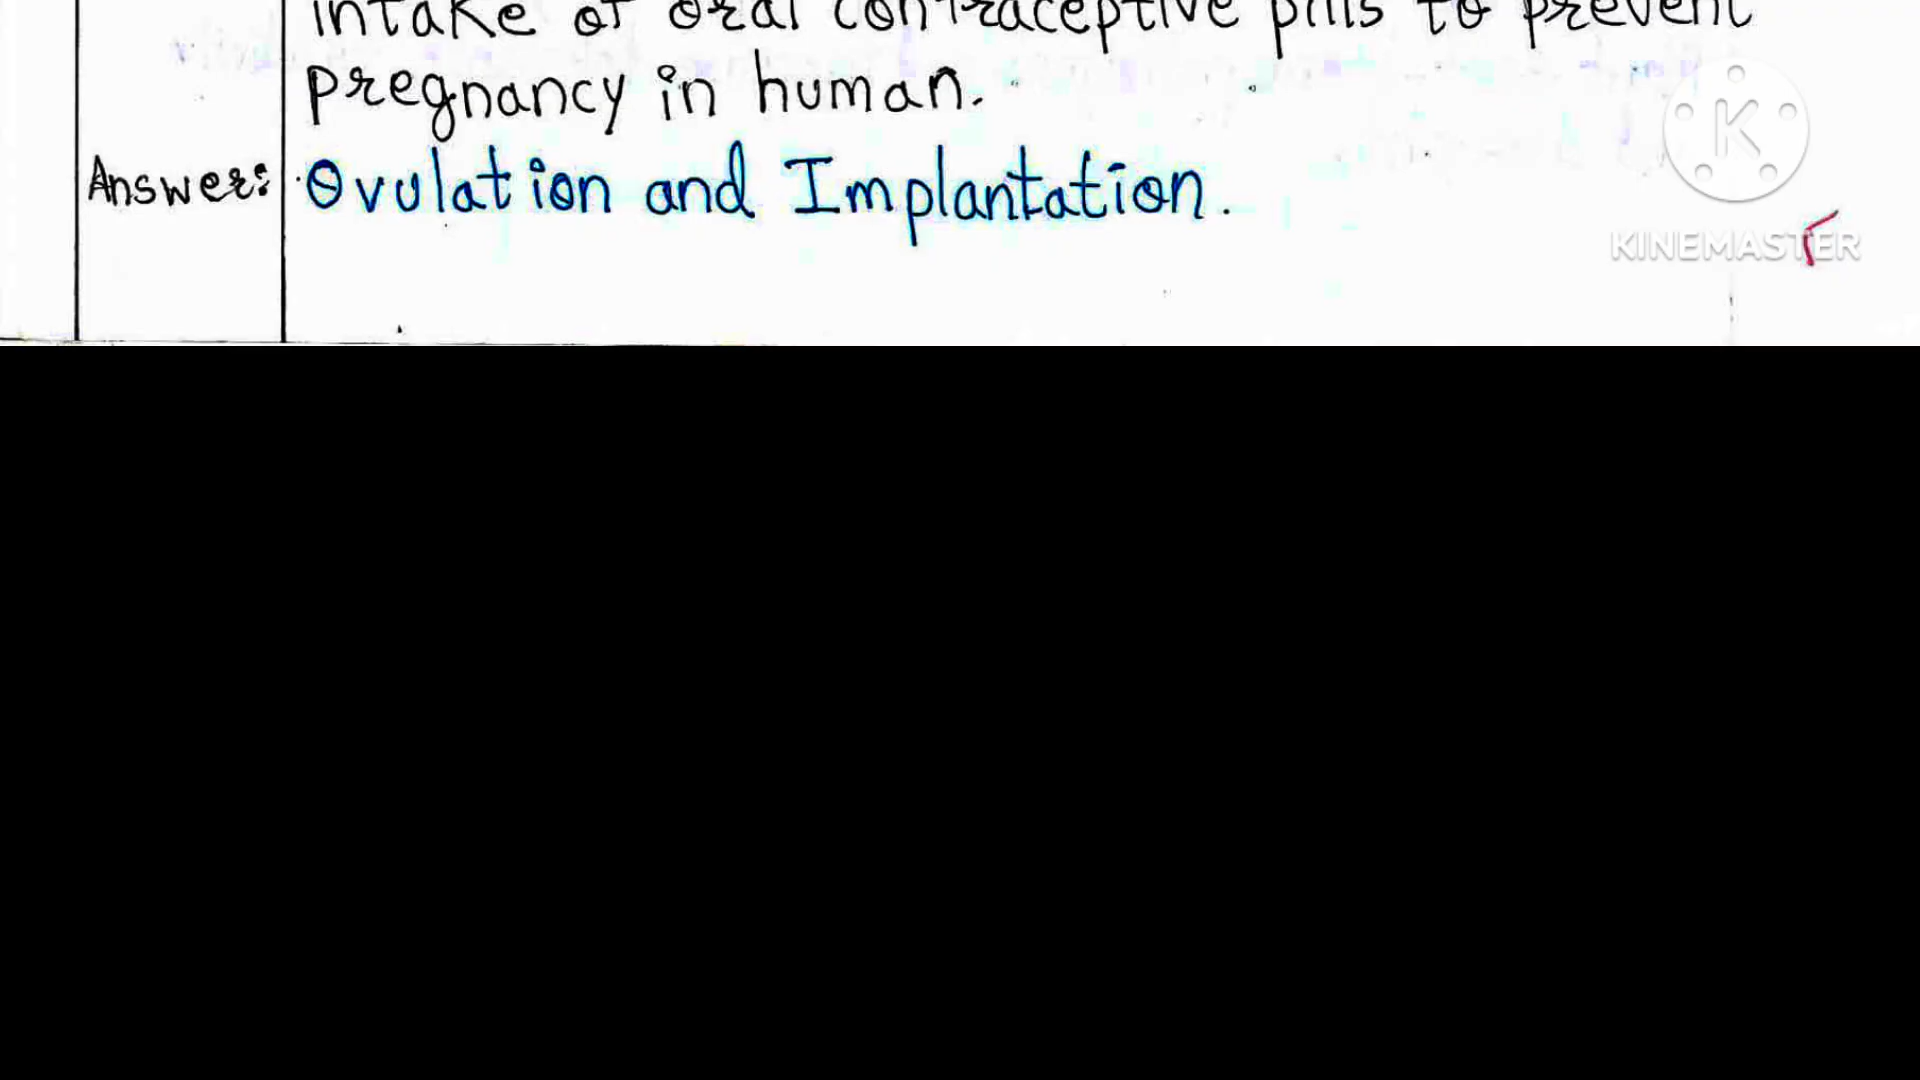 intake of oral contraceptive pills to prevent
pregnancy in human.
Answer: Ovulation and Implantation.
K
KINEMASTER